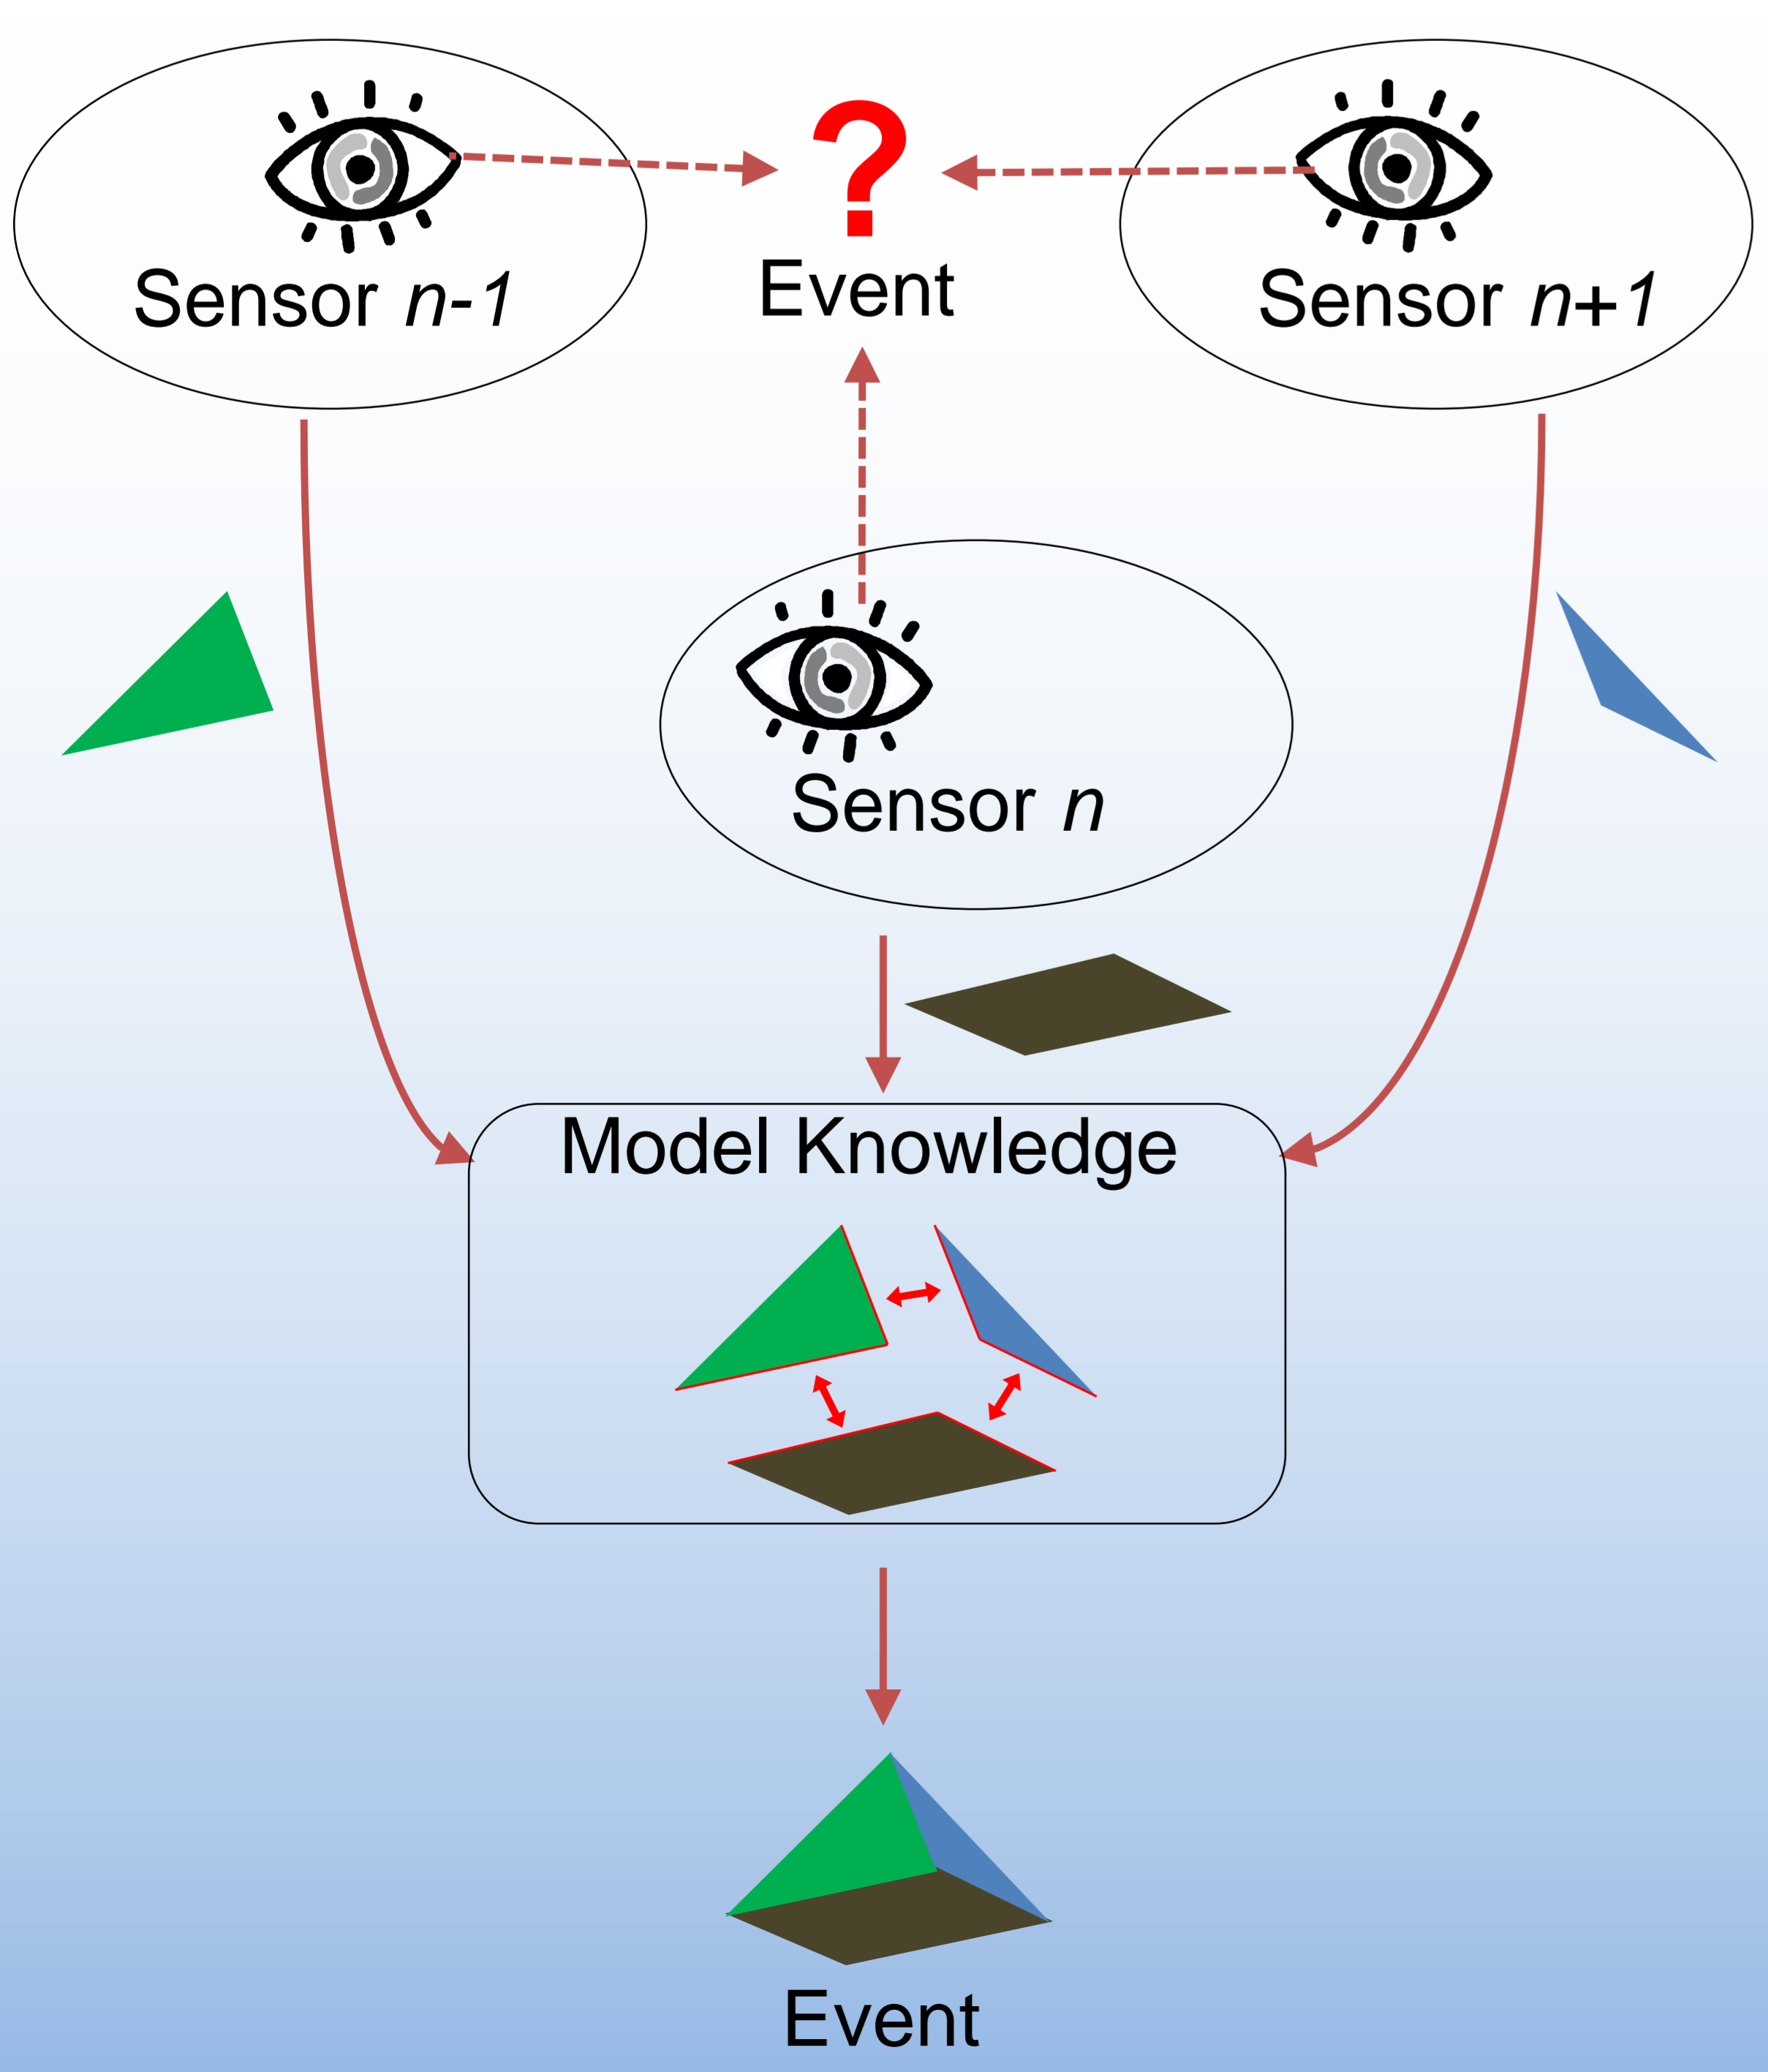 ?
Event
Sensor n-1
Sensor n+1
Sensor n
Model Knowledge
Event